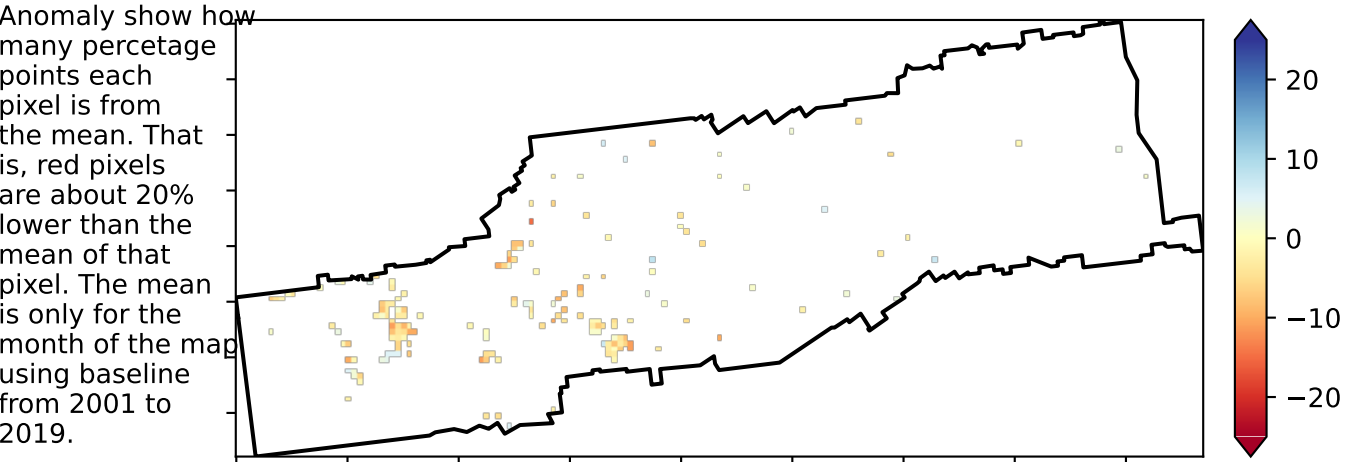 Anomaly show how
many percetage
points each
pixel is from
the mean. That
is, red pixels
are about 20%
lower than the
mean of that
pixel. The mean
is only for the
month of the map
using baseline
from 2001 to
2019.
20
10
0
−10
−20